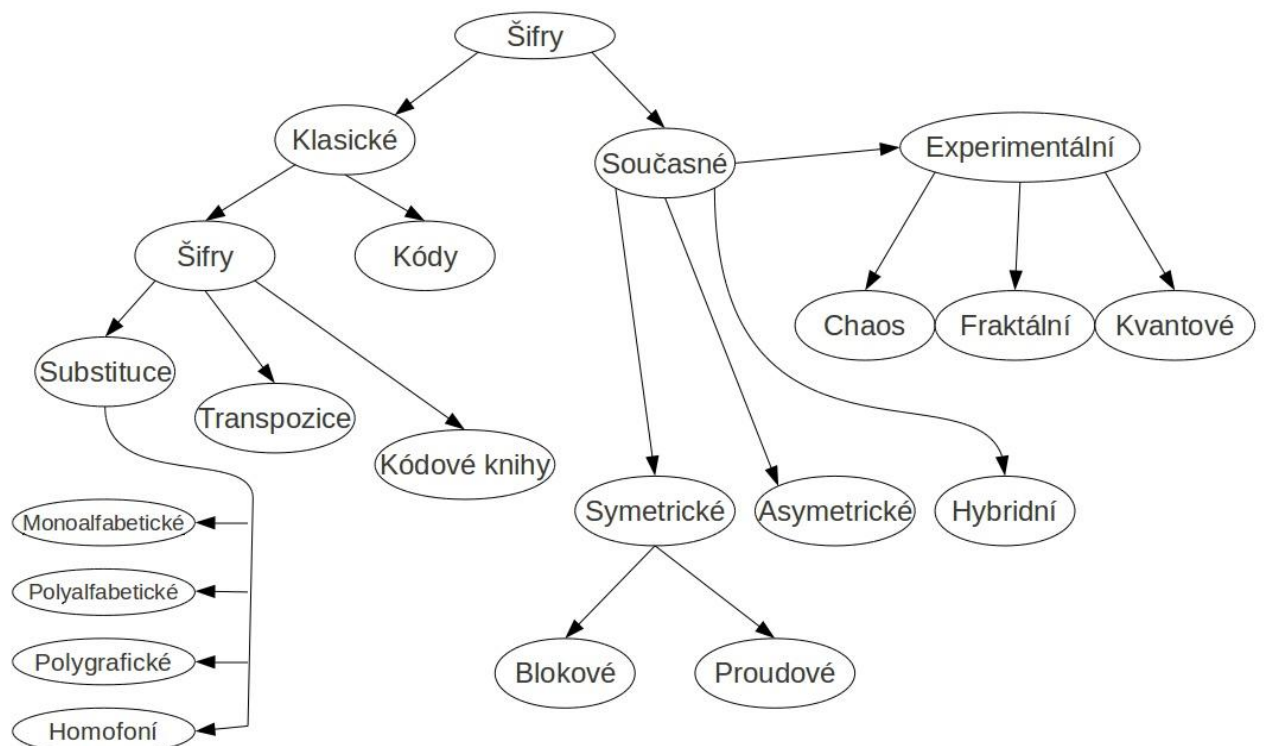 Šifry
Klasické
Současné
Experimentální
Šifry
Kódy
Chaos
Fraktální
Kvantové
Substituce
Transpozice
Kódové knihy
Symetrické
Asymetrické
Hybridní
Monoalfabetické
Polyalfabetické
Polygrafické
Homofoní
Blokové
Proudové